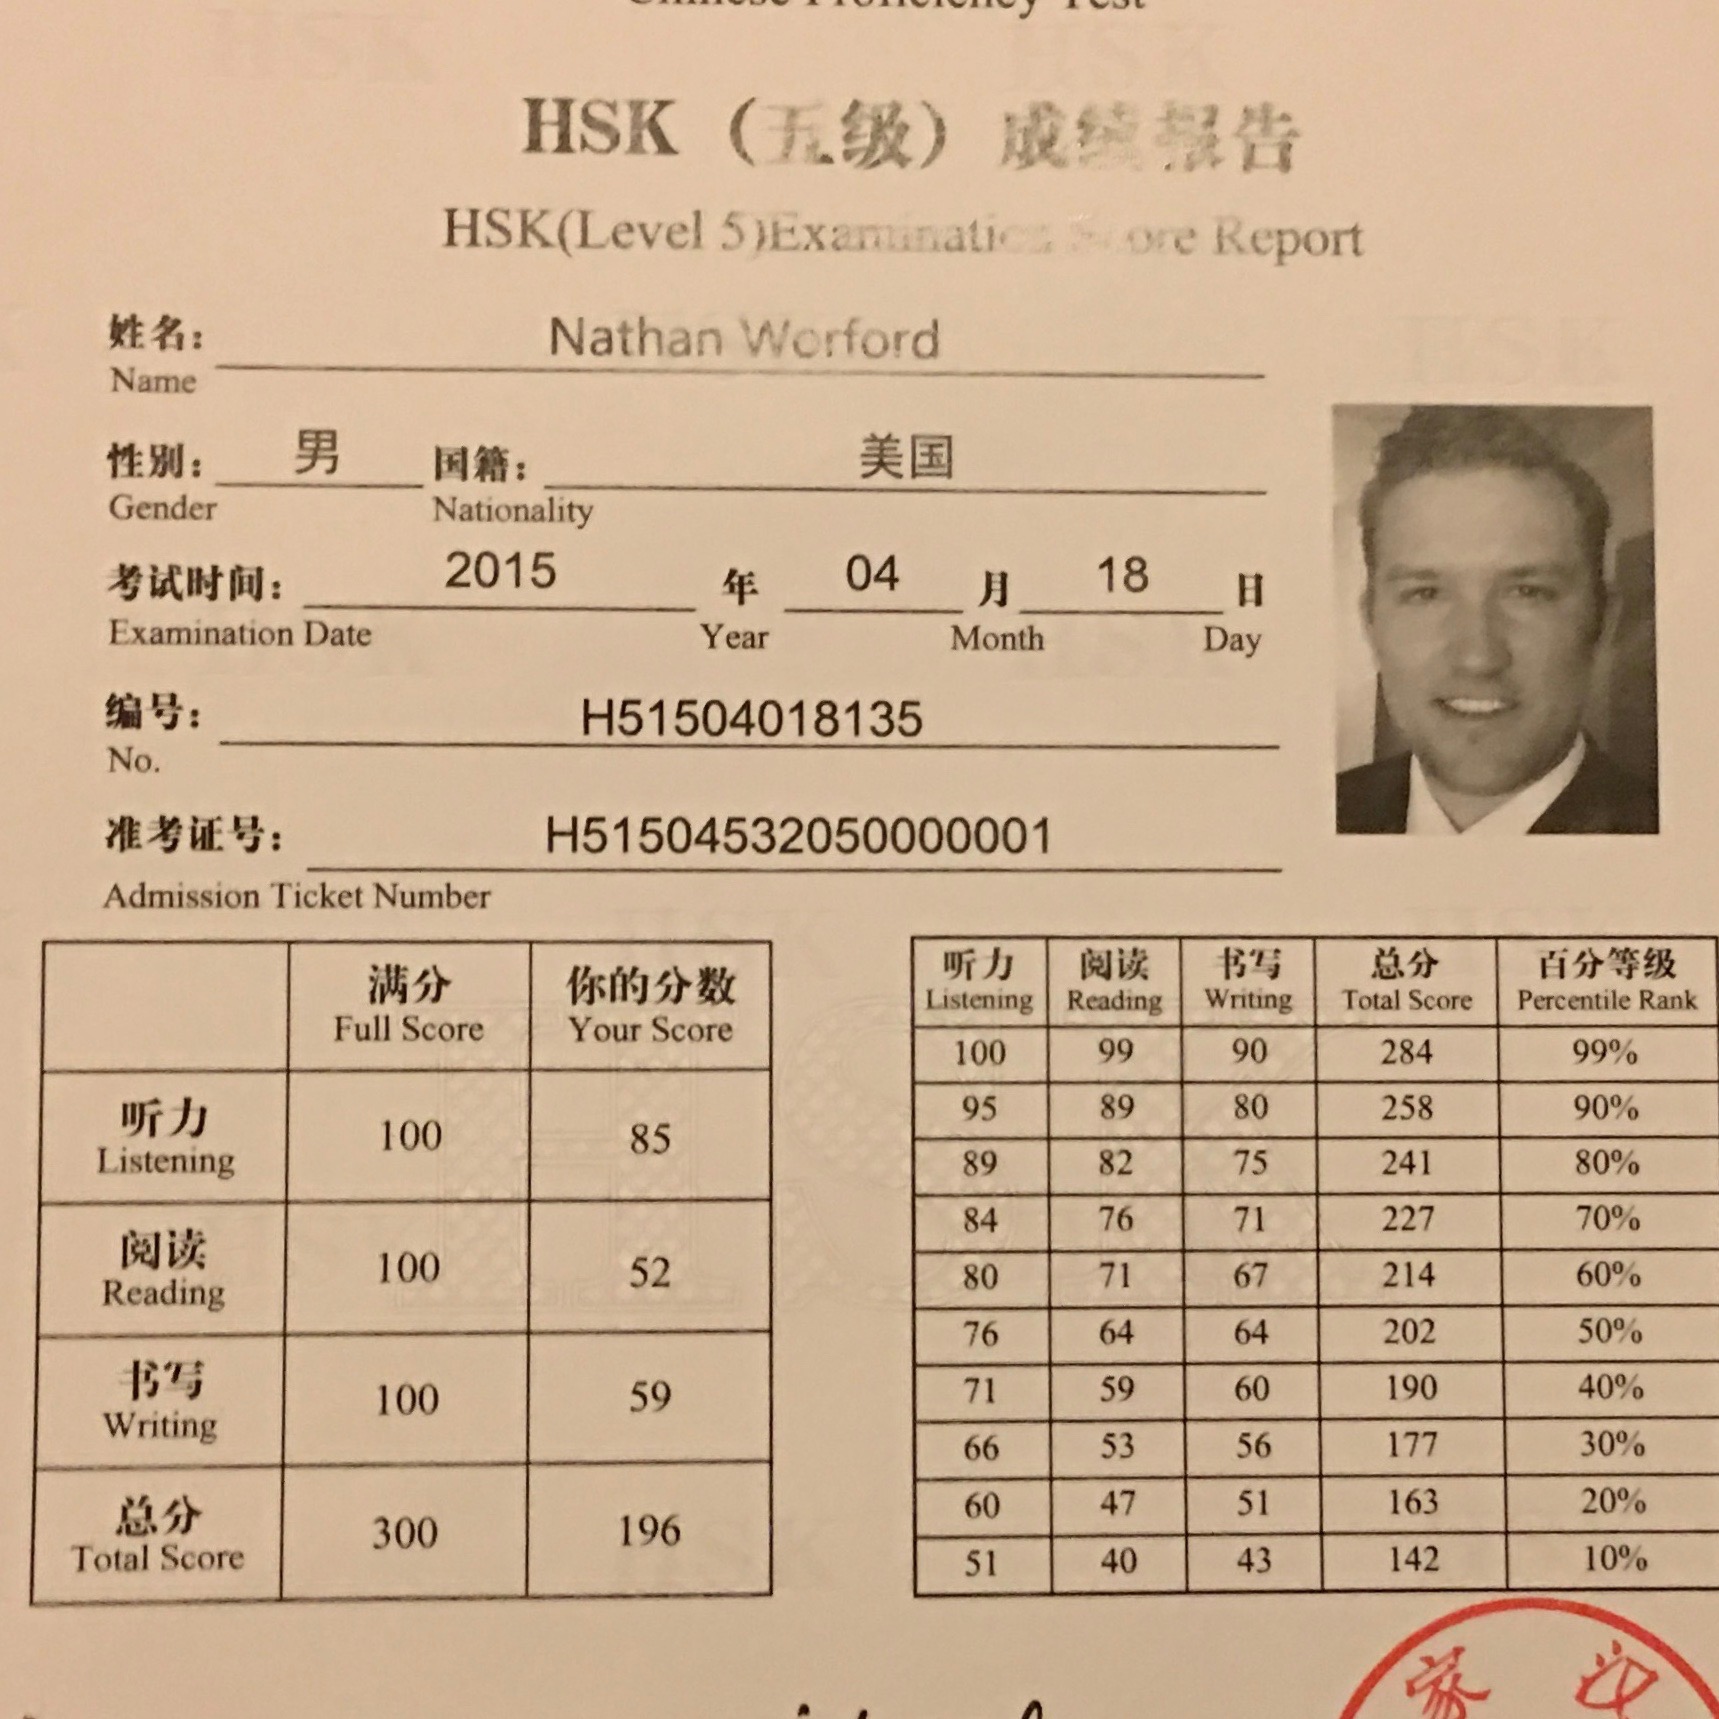 Chinese Proficiency Test
HSK（五级）成绩报告
HSK(Level 5)Examination Score Report
姓名： Nathan Worford
Name
性别： 男 国籍： 美国
Gender Nationality
考试时间： 2015 年 04 月 18 日
Examination Date Year Month Day
编号： H51504018135
No.
准考证号： H51504532050000001
Admission Ticket Number
满分 你的分数
Full Score Your Score
听力
Listening 100 85
阅读
Reading 100 52
书写
Writing 100 59
总分
Total Score 300 196
听力 阅读 书写 总分 百分等级
Listening Reading Writing Total Score Percentile Rank
100 99 90 284 99%
95 89 80 258 90%
89 82 75 241 80%
84 76 71 227 70%
80 71 67 214 60%
76 64 64 202 50%
71 59 60 190 40%
66 53 56 177 30%
60 47 51 163 20%
51 40 43 142 10%
家汉